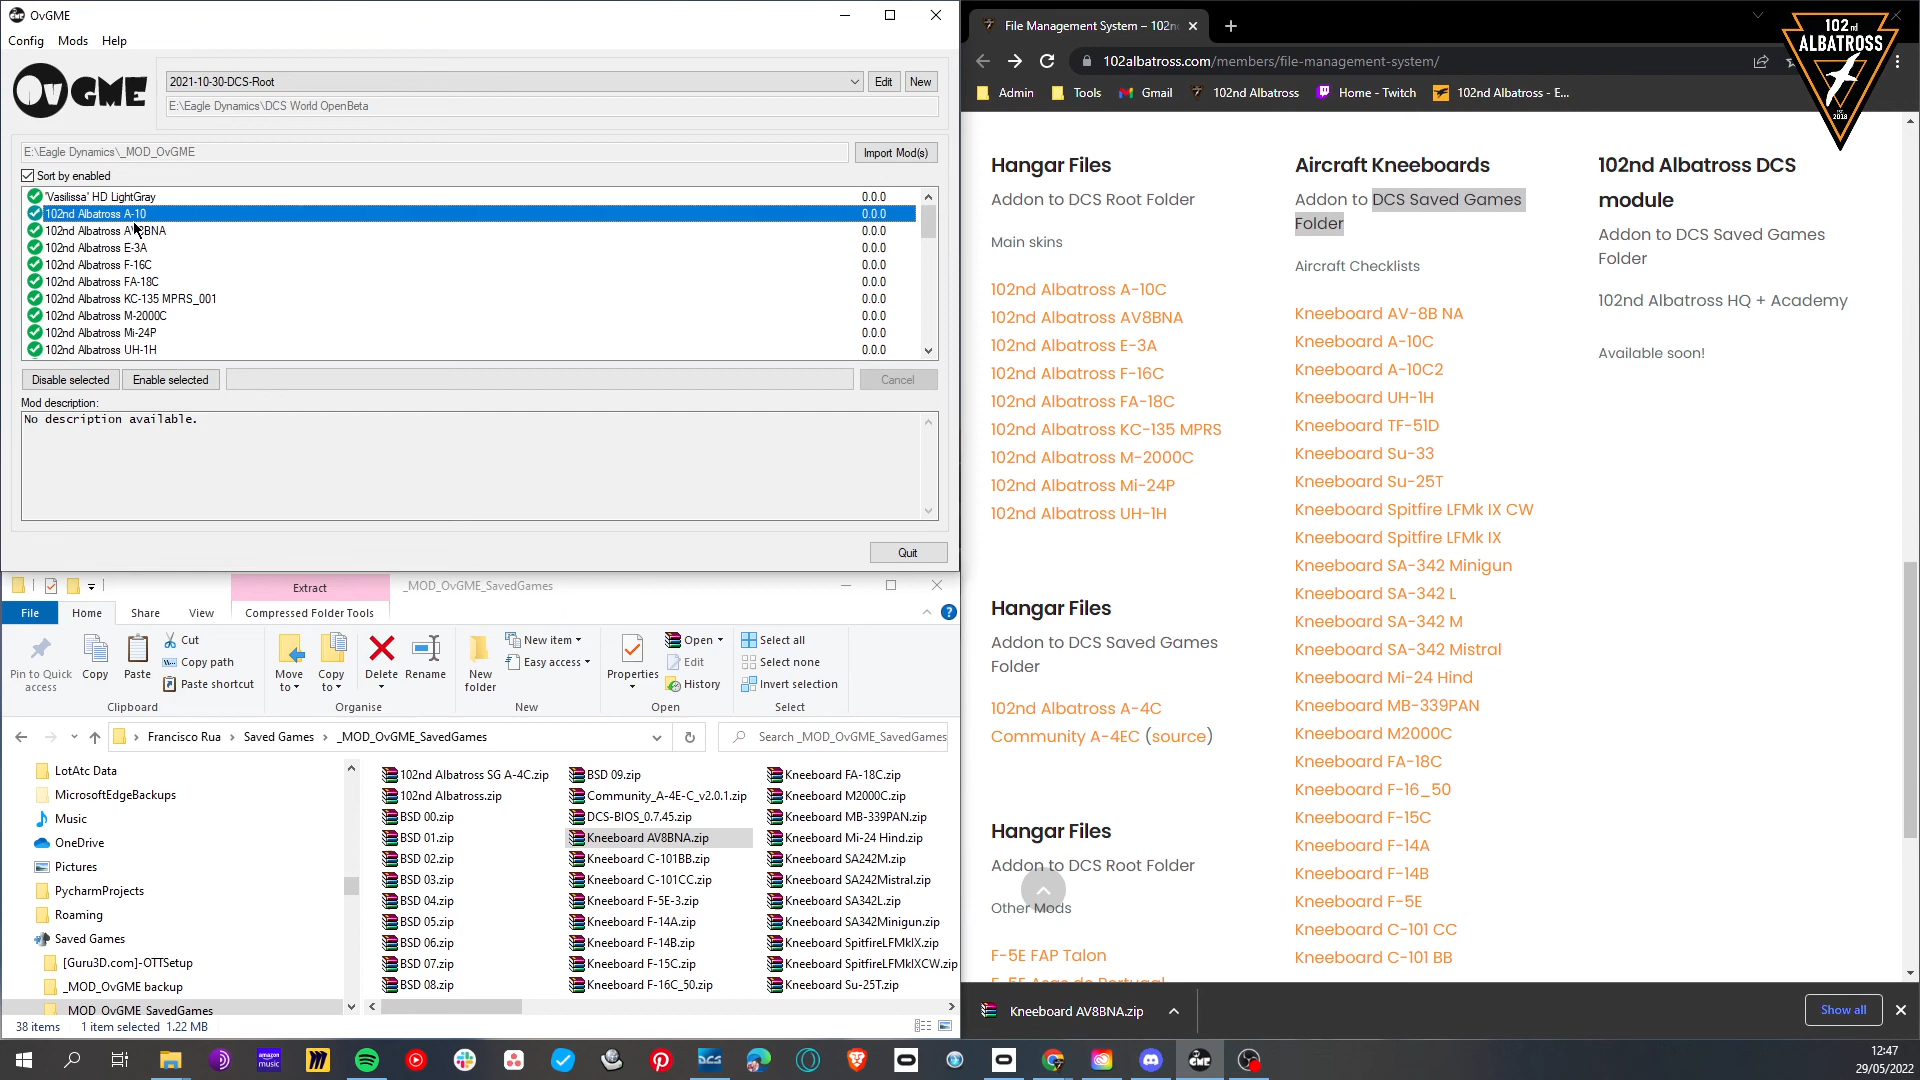 OvGME
Config Mods Help
OvGME
2021-10-30-DCS-Root
Edit
New
E:\Eagle Dynamics\DCS World OpenBeta
E:\Eagle Dynamics\_MOD_OvGME
Import Mod(s)
Sort by enabled
'Vasilissa' HD LightGray 0.0.0
102nd Albatross A-10 0.0.0
102nd Albatross AV8BNA 0.0.0
102nd Albatross E-3A 0.0.0
102nd Albatross F-16C 0.0.0
102nd Albatross FA-18C 0.0.0
102nd Albatross KC-135 MPRS_001 0.0.0
102nd Albatross M-2000C 0.0.0
102nd Albatross Mi-24P 0.0.0
102nd Albatross UH-1H 0.0.0
Disable selected
Enable selected
Cancel
Mod description:
No description available.
Quit
Extract
_MOD_OvGME_SavedGames
File Home Share View Compressed Folder Tools
Pin to Quick access
Copy
Paste
Cut
Copy path
Paste shortcut
Clipboard
Move to
Copy to
Delete
Rename
Organise
New folder
New item
Easy access
New
Properties
Open
Edit
History
Open
Select all
Select none
Invert selection
Select
Francisco Rua > Saved Games > _MOD_OvGME_SavedGames
Search _MOD_OvGME_SavedGames
LotAtc Data
MicrosoftEdgeBackups
Music
OneDrive
Pictures
PycharmProjects
Roaming
Saved Games
[Guru3D.com]-OTTSetup
_MOD_OvGME backup
_MOD_OvGME_SavedGames
102nd Albatross SG A-4C.zip
102nd Albatross.zip
BSD 00.zip
BSD 01.zip
BSD 02.zip
BSD 03.zip
BSD 04.zip
BSD 05.zip
BSD 06.zip
BSD 07.zip
BSD 08.zip
BSD 09.zip
Community_A-4E-C_v2.0.1.zip
DCS-BIOS_0.7.45.zip
Kneeboard AV8BNA.zip
Kneeboard C-101BB.zip
Kneeboard C-101CC.zip
Kneeboard F-5E-3.zip
Kneeboard F-14A.zip
Kneeboard F-14B.zip
Kneeboard F-15C.zip
Kneeboard F-16C_50.zip
Kneeboard FA-18C.zip
Kneeboard M2000C.zip
Kneeboard MB-339PAN.zip
Kneeboard Mi-24 Hind.zip
Kneeboard SA242M.zip
Kneeboard SA242Mistral.zip
Kneeboard SA342L.zip
Kneeboard SA342Minigun.zip
Kneeboard SpitfireLFMkIX.zip
Kneeboard SpitfireLFMkIXCW.zip
Kneeboard Su-25T.zip
38 items 1 item selected 1.22 MB
File Management System – 102n
102albatross.com/members/file-management-system/
Admin Tools Gmail 102nd Albatross Home - Twitch 102nd Albatross - E...
102nd
ALBATROSS
2018
Hangar Files
Addon to DCS Root Folder
Main skins
102nd Albatross A-10C
102nd Albatross AV8BNA
102nd Albatross E-3A
102nd Albatross F-16C
102nd Albatross FA-18C
102nd Albatross KC-135 MPRS
102nd Albatross M-2000C
102nd Albatross Mi-24P
102nd Albatross UH-1H
Hangar Files
Addon to DCS Saved Games
Folder
102nd Albatross A-4C
Community A-4EC (source)
Hangar Files
Addon to DCS Root Folder
Other Mods
F-5E FAP Talon
F-5E Asas de Portugal
Aircraft Kneeboards
Addon to DCS Saved Games
Folder
Aircraft Checklists
Kneeboard AV-8B NA
Kneeboard A-10C
Kneeboard A-10C2
Kneeboard UH-1H
Kneeboard TF-51D
Kneeboard Su-33
Kneeboard Su-25T
Kneeboard Spitfire LFMk IX CW
Kneeboard Spitfire LFMk IX
Kneeboard SA-342 Minigun
Kneeboard SA-342 L
Kneeboard SA-342 M
Kneeboard SA-342 Mistral
Kneeboard Mi-24 Hind
Kneeboard MB-339PAN
Kneeboard M2000C
Kneeboard FA-18C
Kneeboard F-16_50
Kneeboard F-15C
Kneeboard F-14A
Kneeboard F-14B
Kneeboard F-5E
Kneeboard C-101 CC
Kneeboard C-101 BB
102nd Albatross DCS
module
Addon to DCS Saved Games
Folder
102nd Albatross HQ + Academy
Available soon!
Kneeboard AV8BNA.zip
Show all
amazon music
DCS
GME
12:47
29/05/2022